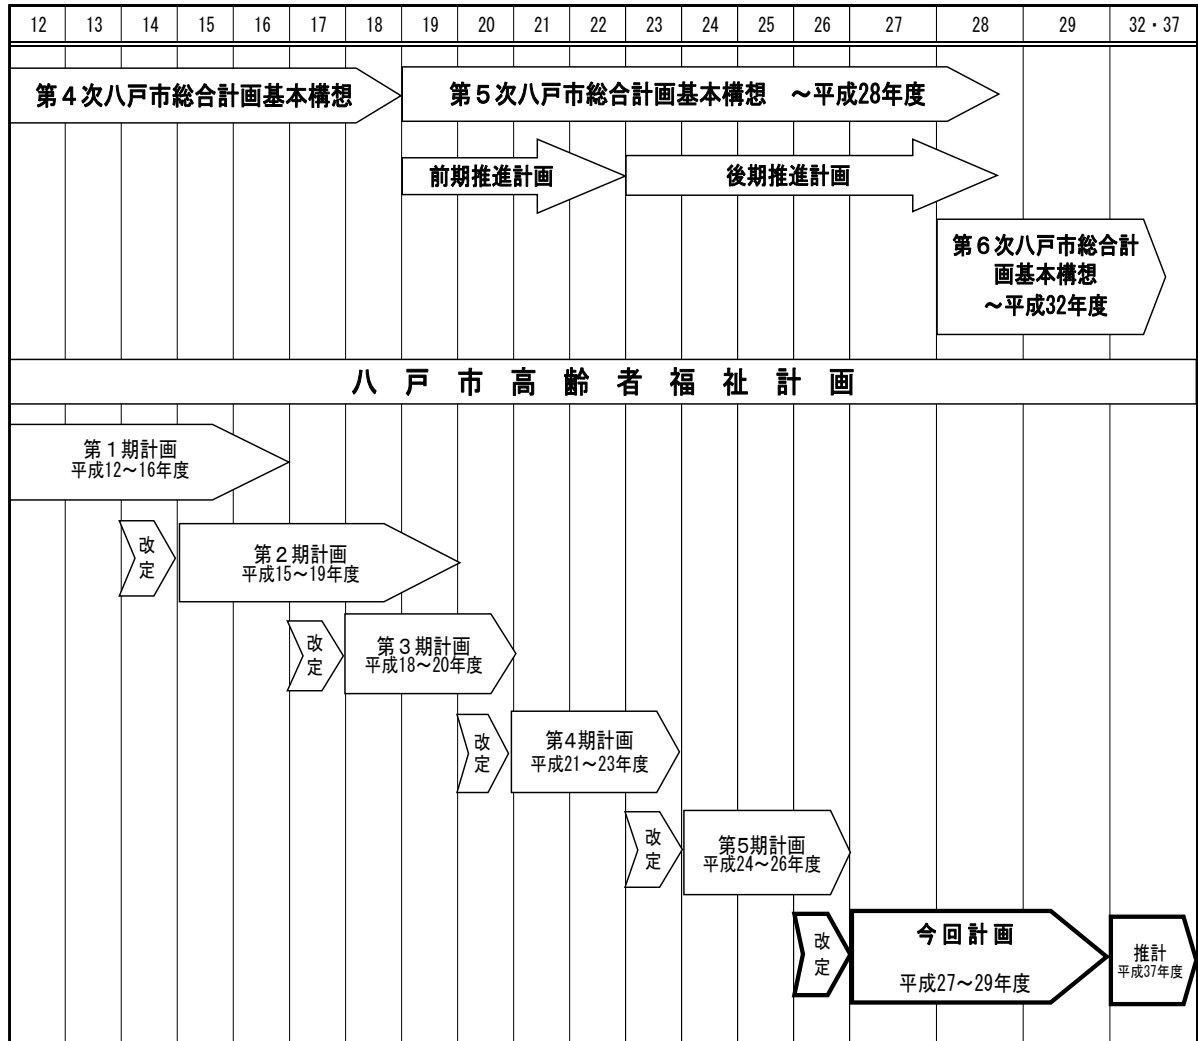 12 13 14 15 16 17 18 19 20 21 22 23 24 25 26 27 28 29 32・37
第４次八戸市総合計画基本構想
第５次八戸市総合計画基本構想 ～平成28年度
前期推進計画
後期推進計画
第６次八戸市総合計
画基本構想
～平成32年度
八戸市高齢者福祉計画
第１期計画
平成12～16年度
改
定
第２期計画
平成15～19年度
改
定
第３期計画
平成18～20年度
改
定
第4期計画
平成21～23年度
改
定
第5期計画
平成24～26年度
改
定
今回計画
平成27～29年度
推計
平成37年度